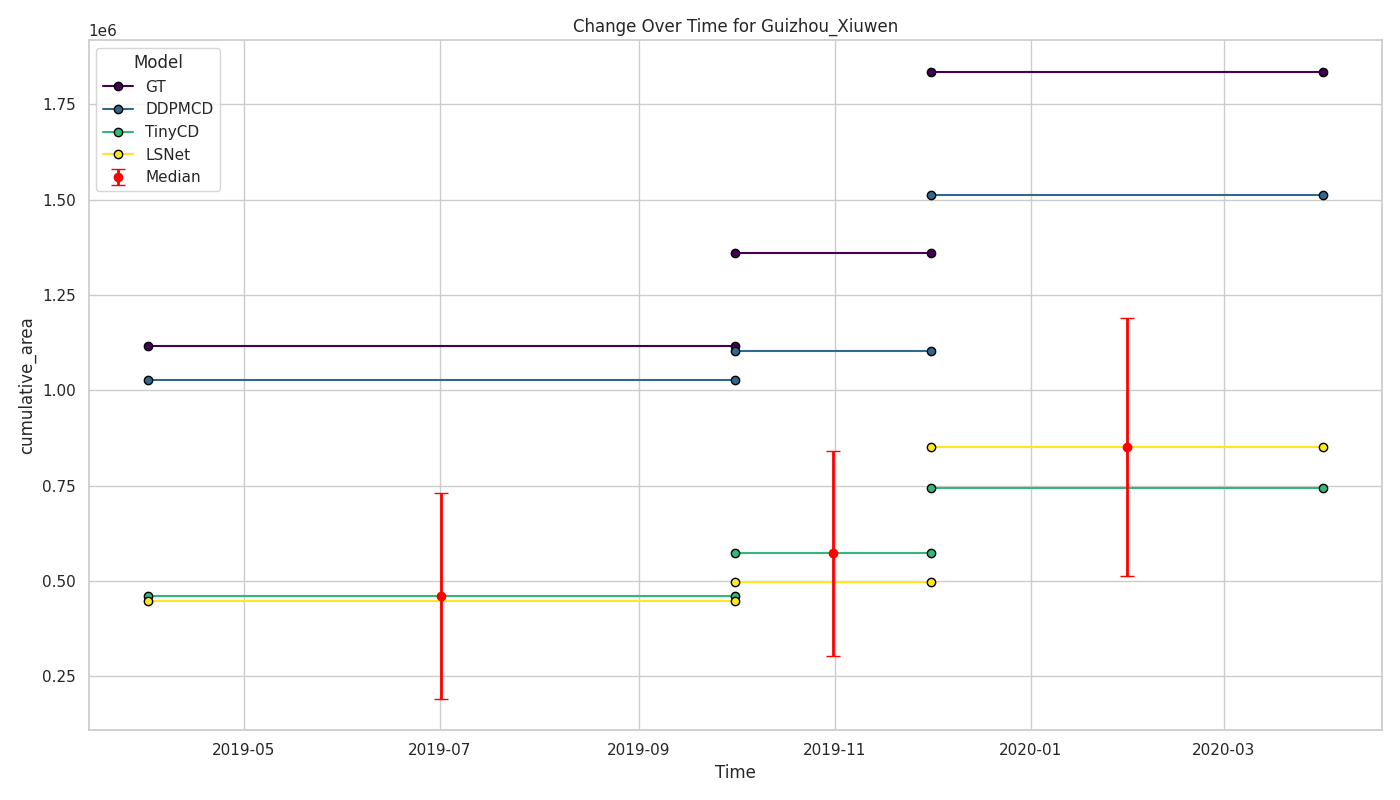 Change Over Time for Guizhou_Xiuwen
1e6
Model
GT
DDPMCD
TinyCD
LSNet
Median
1.75
1.50
1.25
1.00
0.75
0.50
0.25
cumulative_area
2019-05
2019-07
2019-09
2019-11
2020-01
2020-03
Time